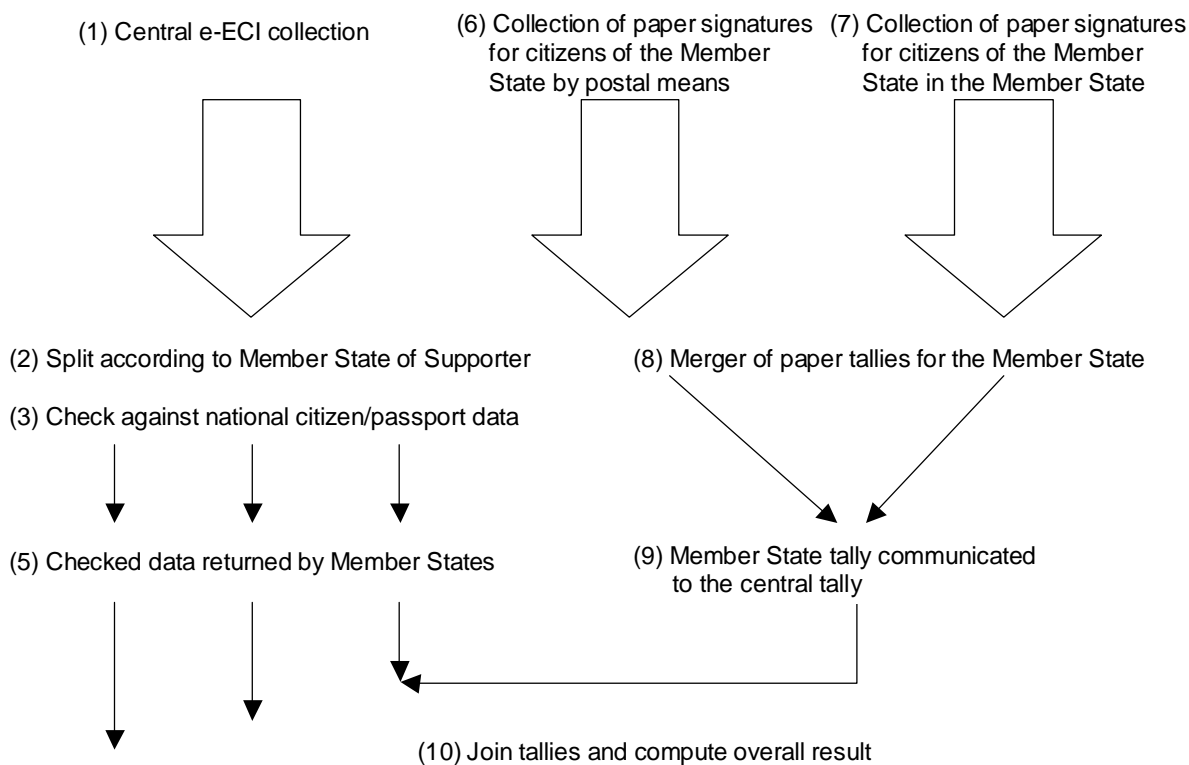 (1) Central e-ECI collection
(6) Collection of paper signatures
for citizens of the Member
State by postal means
(7) Collection of paper signatures
for citizens of the Member
State in the Member State
(2) Split according to Member State of Supporter
(8) Merger of paper tallies for the Member State
(3) Check against national citizen/passport data
(5) Checked data returned by Member States
(9) Member State tally communicated
to the central tally
(10) Join tallies and compute overall result